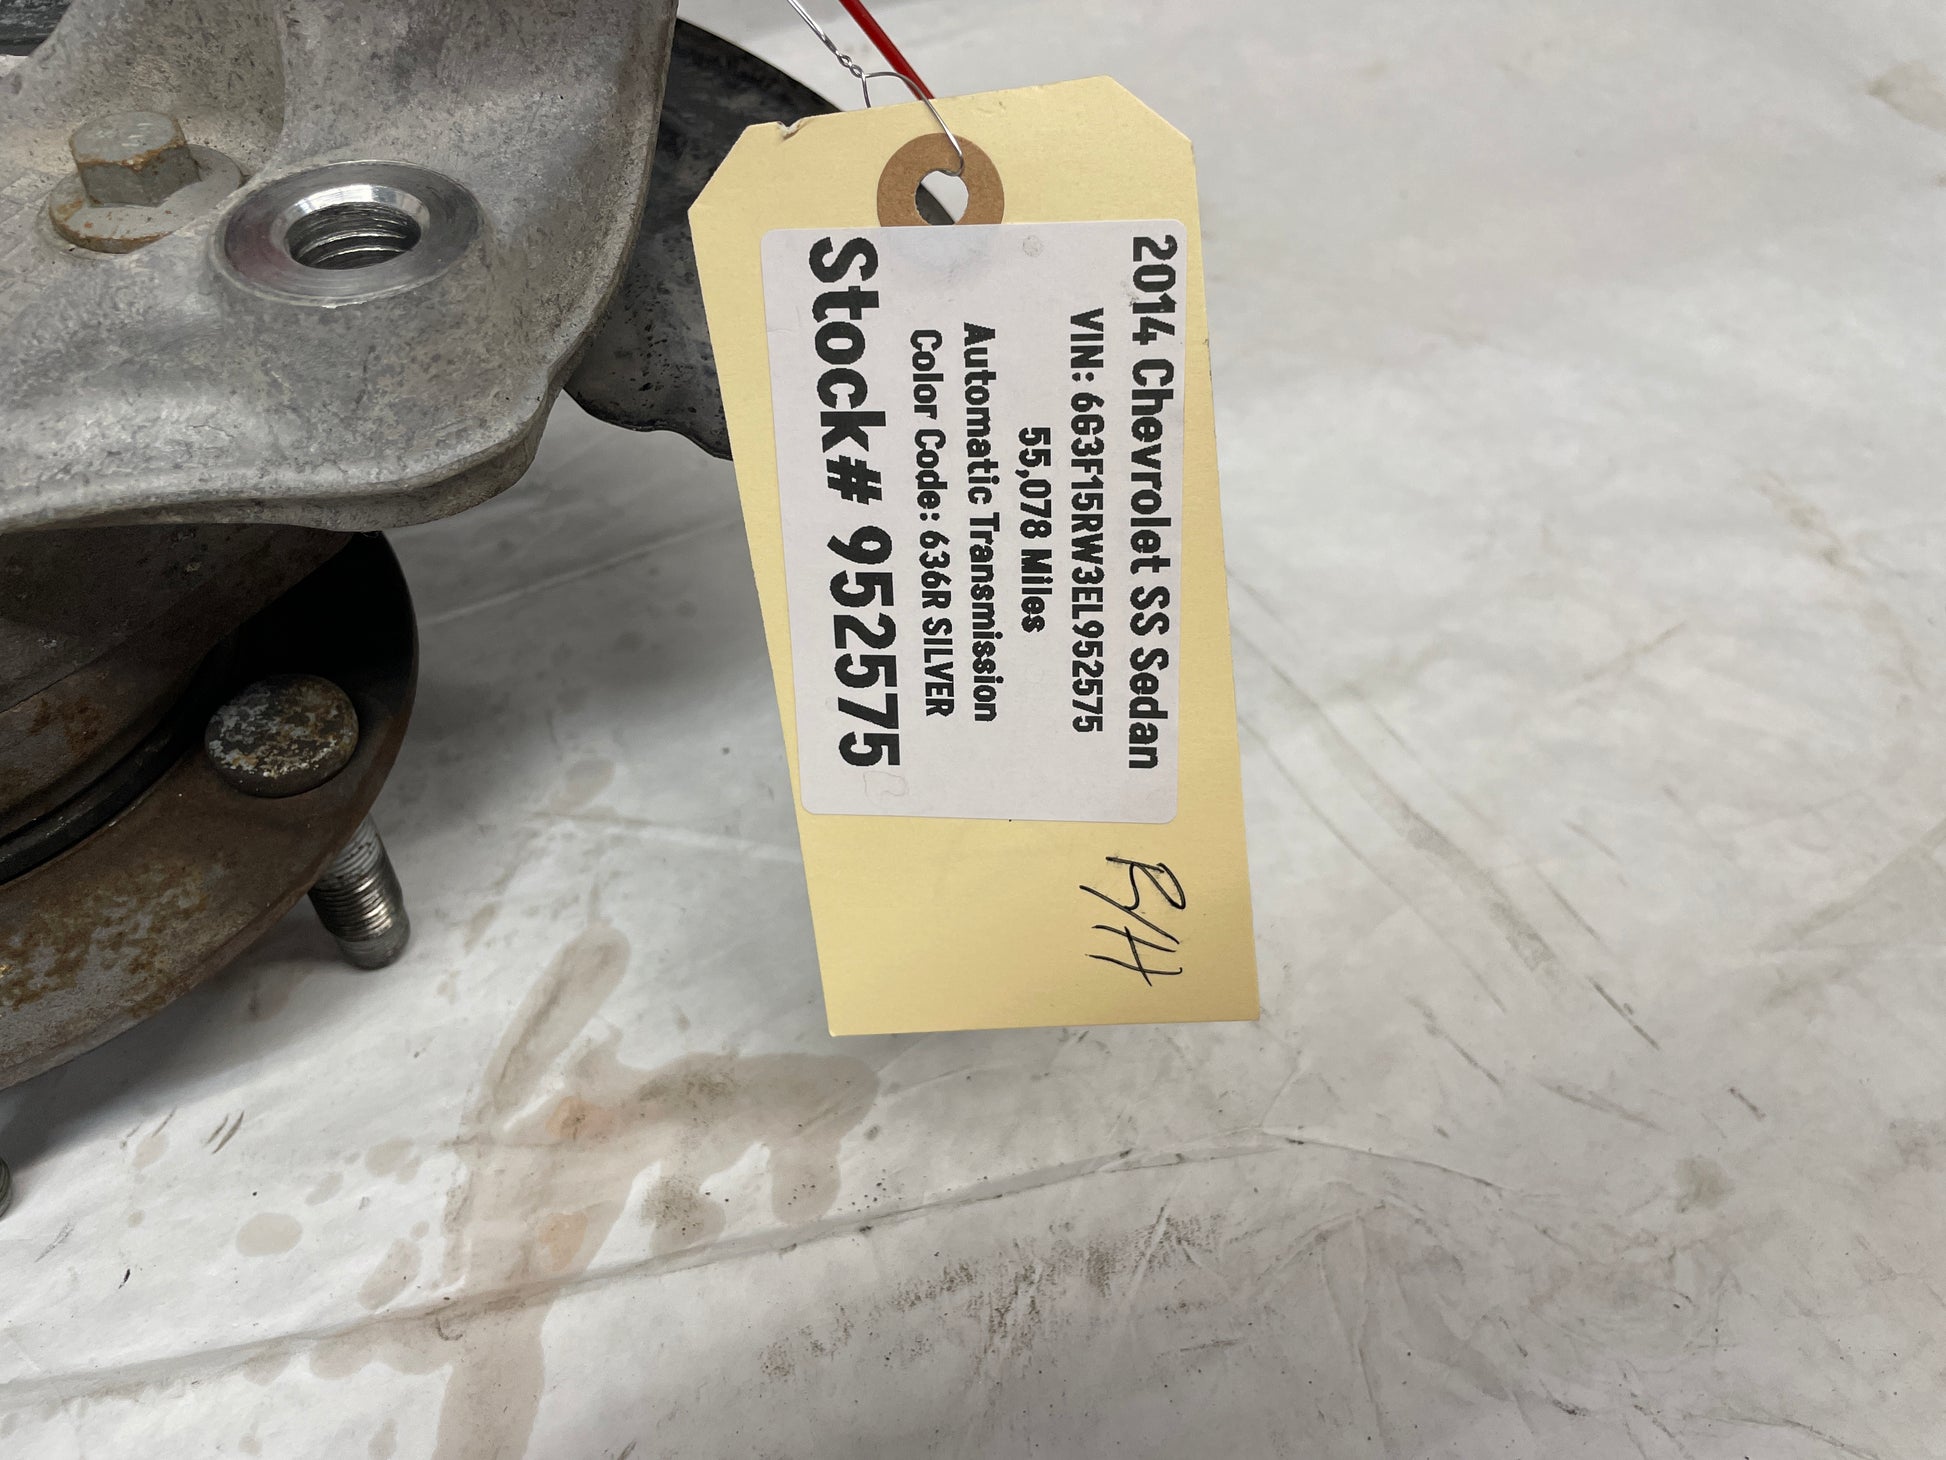 2014 Chevrolet SS Sedan
VIN: 6G3F15RW3EL952575
55,078 Miles
Automatic Transmission
Color Code: 636R SILVER
Stock# 952575
R/H